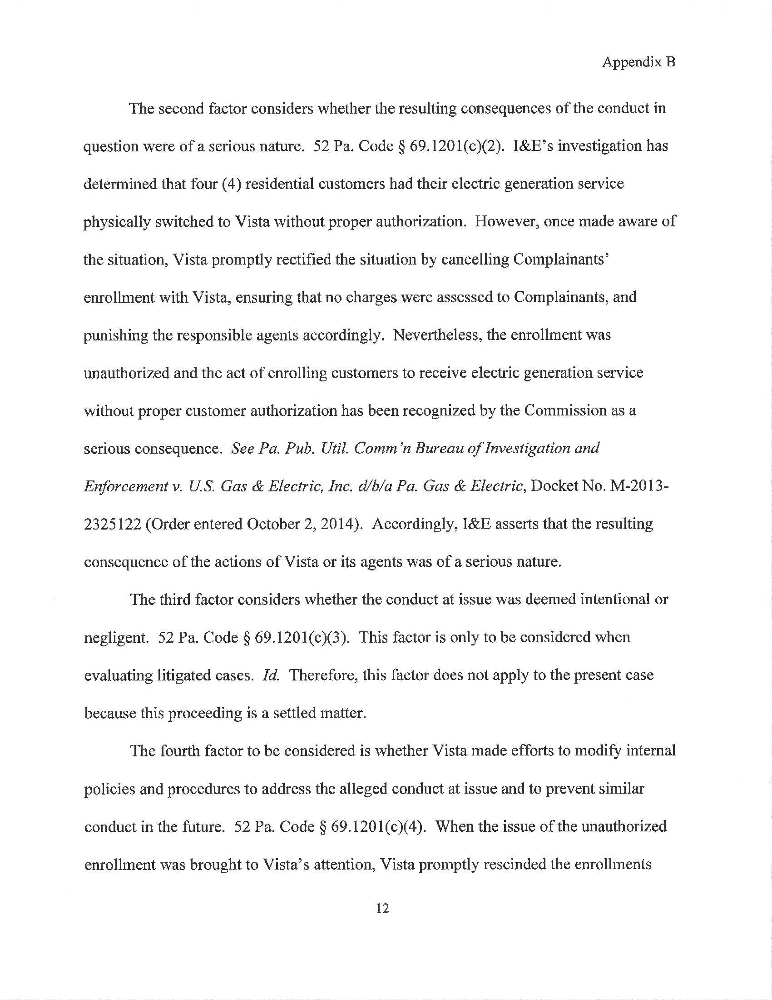 Appendix B
The second factor considers whether the resulting consequences of the conduct in
question were of a serious nature.  52 Pa. Code § 69.1201(c)(2).  I&E’s investigation has
determined that four (4) residential customers had their electric generation service
physically switched to Vista without proper authorization.  However, once made aware of
the situation, Vista promptly rectified the situation by cancelling Complainants’
enrollment with Vista, ensuring that no charges were assessed to Complainants, and
punishing the responsible agents accordingly.  Nevertheless, the enrollment was
unauthorized and the act of enrolling customers to receive electric generation service
without proper customer authorization has been recognized by the Commission as a
serious consequence.  See Pa. Pub. Util. Comm’n Bureau of Investigation and
Enforcement v. U.S. Gas & Electric, Inc. d/b/a Pa. Gas & Electric, Docket No. M-2013-
2325122 (Order entered October 2, 2014).  Accordingly, I&E asserts that the resulting
consequence of the actions of Vista or its agents was of a serious nature.
The third factor considers whether the conduct at issue was deemed intentional or
negligent.  52 Pa. Code § 69.1201(c)(3).  This factor is only to be considered when
evaluating litigated cases.  Id.  Therefore, this factor does not apply to the present case
because this proceeding is a settled matter.
The fourth factor to be considered is whether Vista made efforts to modify internal
policies and procedures to address the alleged conduct at issue and to prevent similar
conduct in the future.  52 Pa. Code § 69.1201(c)(4).  When the issue of the unauthorized
enrollment was brought to Vista’s attention, Vista promptly rescinded the enrollments
12